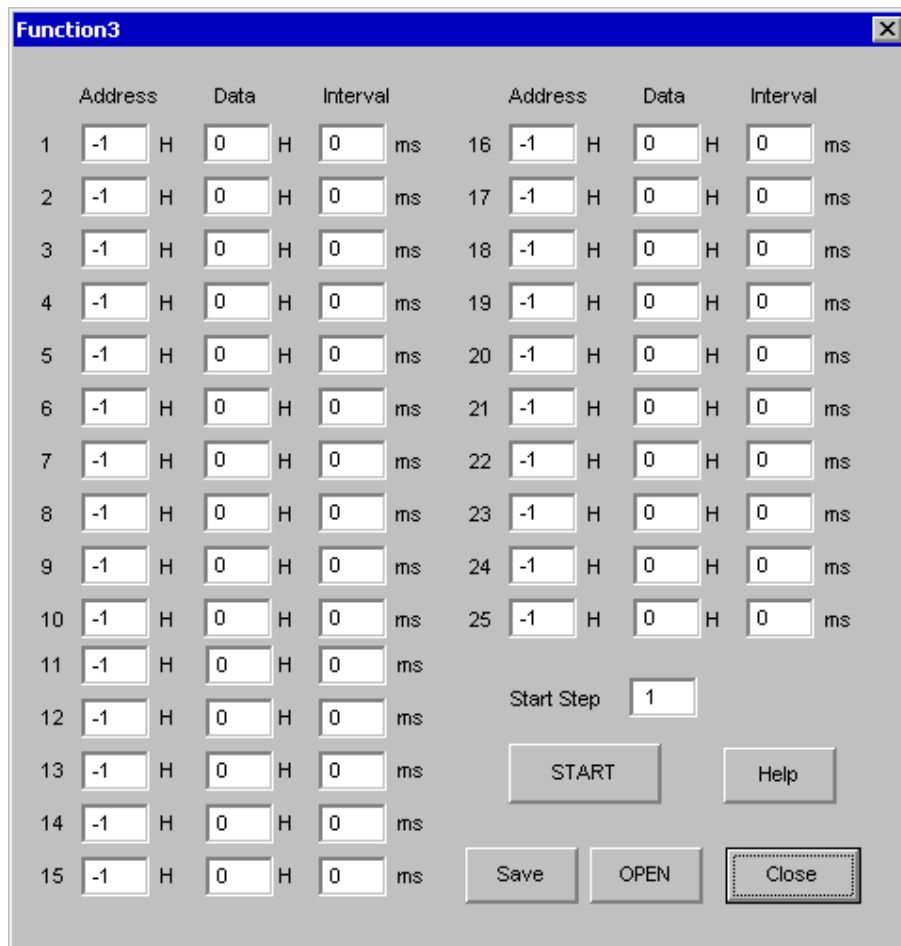 Function3
Address Data Interval Address Data Interval
1 -1 H 0 H 0 ms 16 -1 H 0 H 0 ms
2 -1 H 0 H 0 ms 17 -1 H 0 H 0 ms
3 -1 H 0 H 0 ms 18 -1 H 0 H 0 ms
4 -1 H 0 H 0 ms 19 -1 H 0 H 0 ms
5 -1 H 0 H 0 ms 20 -1 H 0 H 0 ms
6 -1 H 0 H 0 ms 21 -1 H 0 H 0 ms
7 -1 H 0 H 0 ms 22 -1 H 0 H 0 ms
8 -1 H 0 H 0 ms 23 -1 H 0 H 0 ms
9 -1 H 0 H 0 ms 24 -1 H 0 H 0 ms
10 -1 H 0 H 0 ms 25 -1 H 0 H 0 ms
11 -1 H 0 H 0 ms
12 -1 H 0 H 0 ms
13 -1 H 0 H 0 ms
14 -1 H 0 H 0 ms
15 -1 H 0 H 0 ms
Start Step 1
START Help
Save OPEN Close